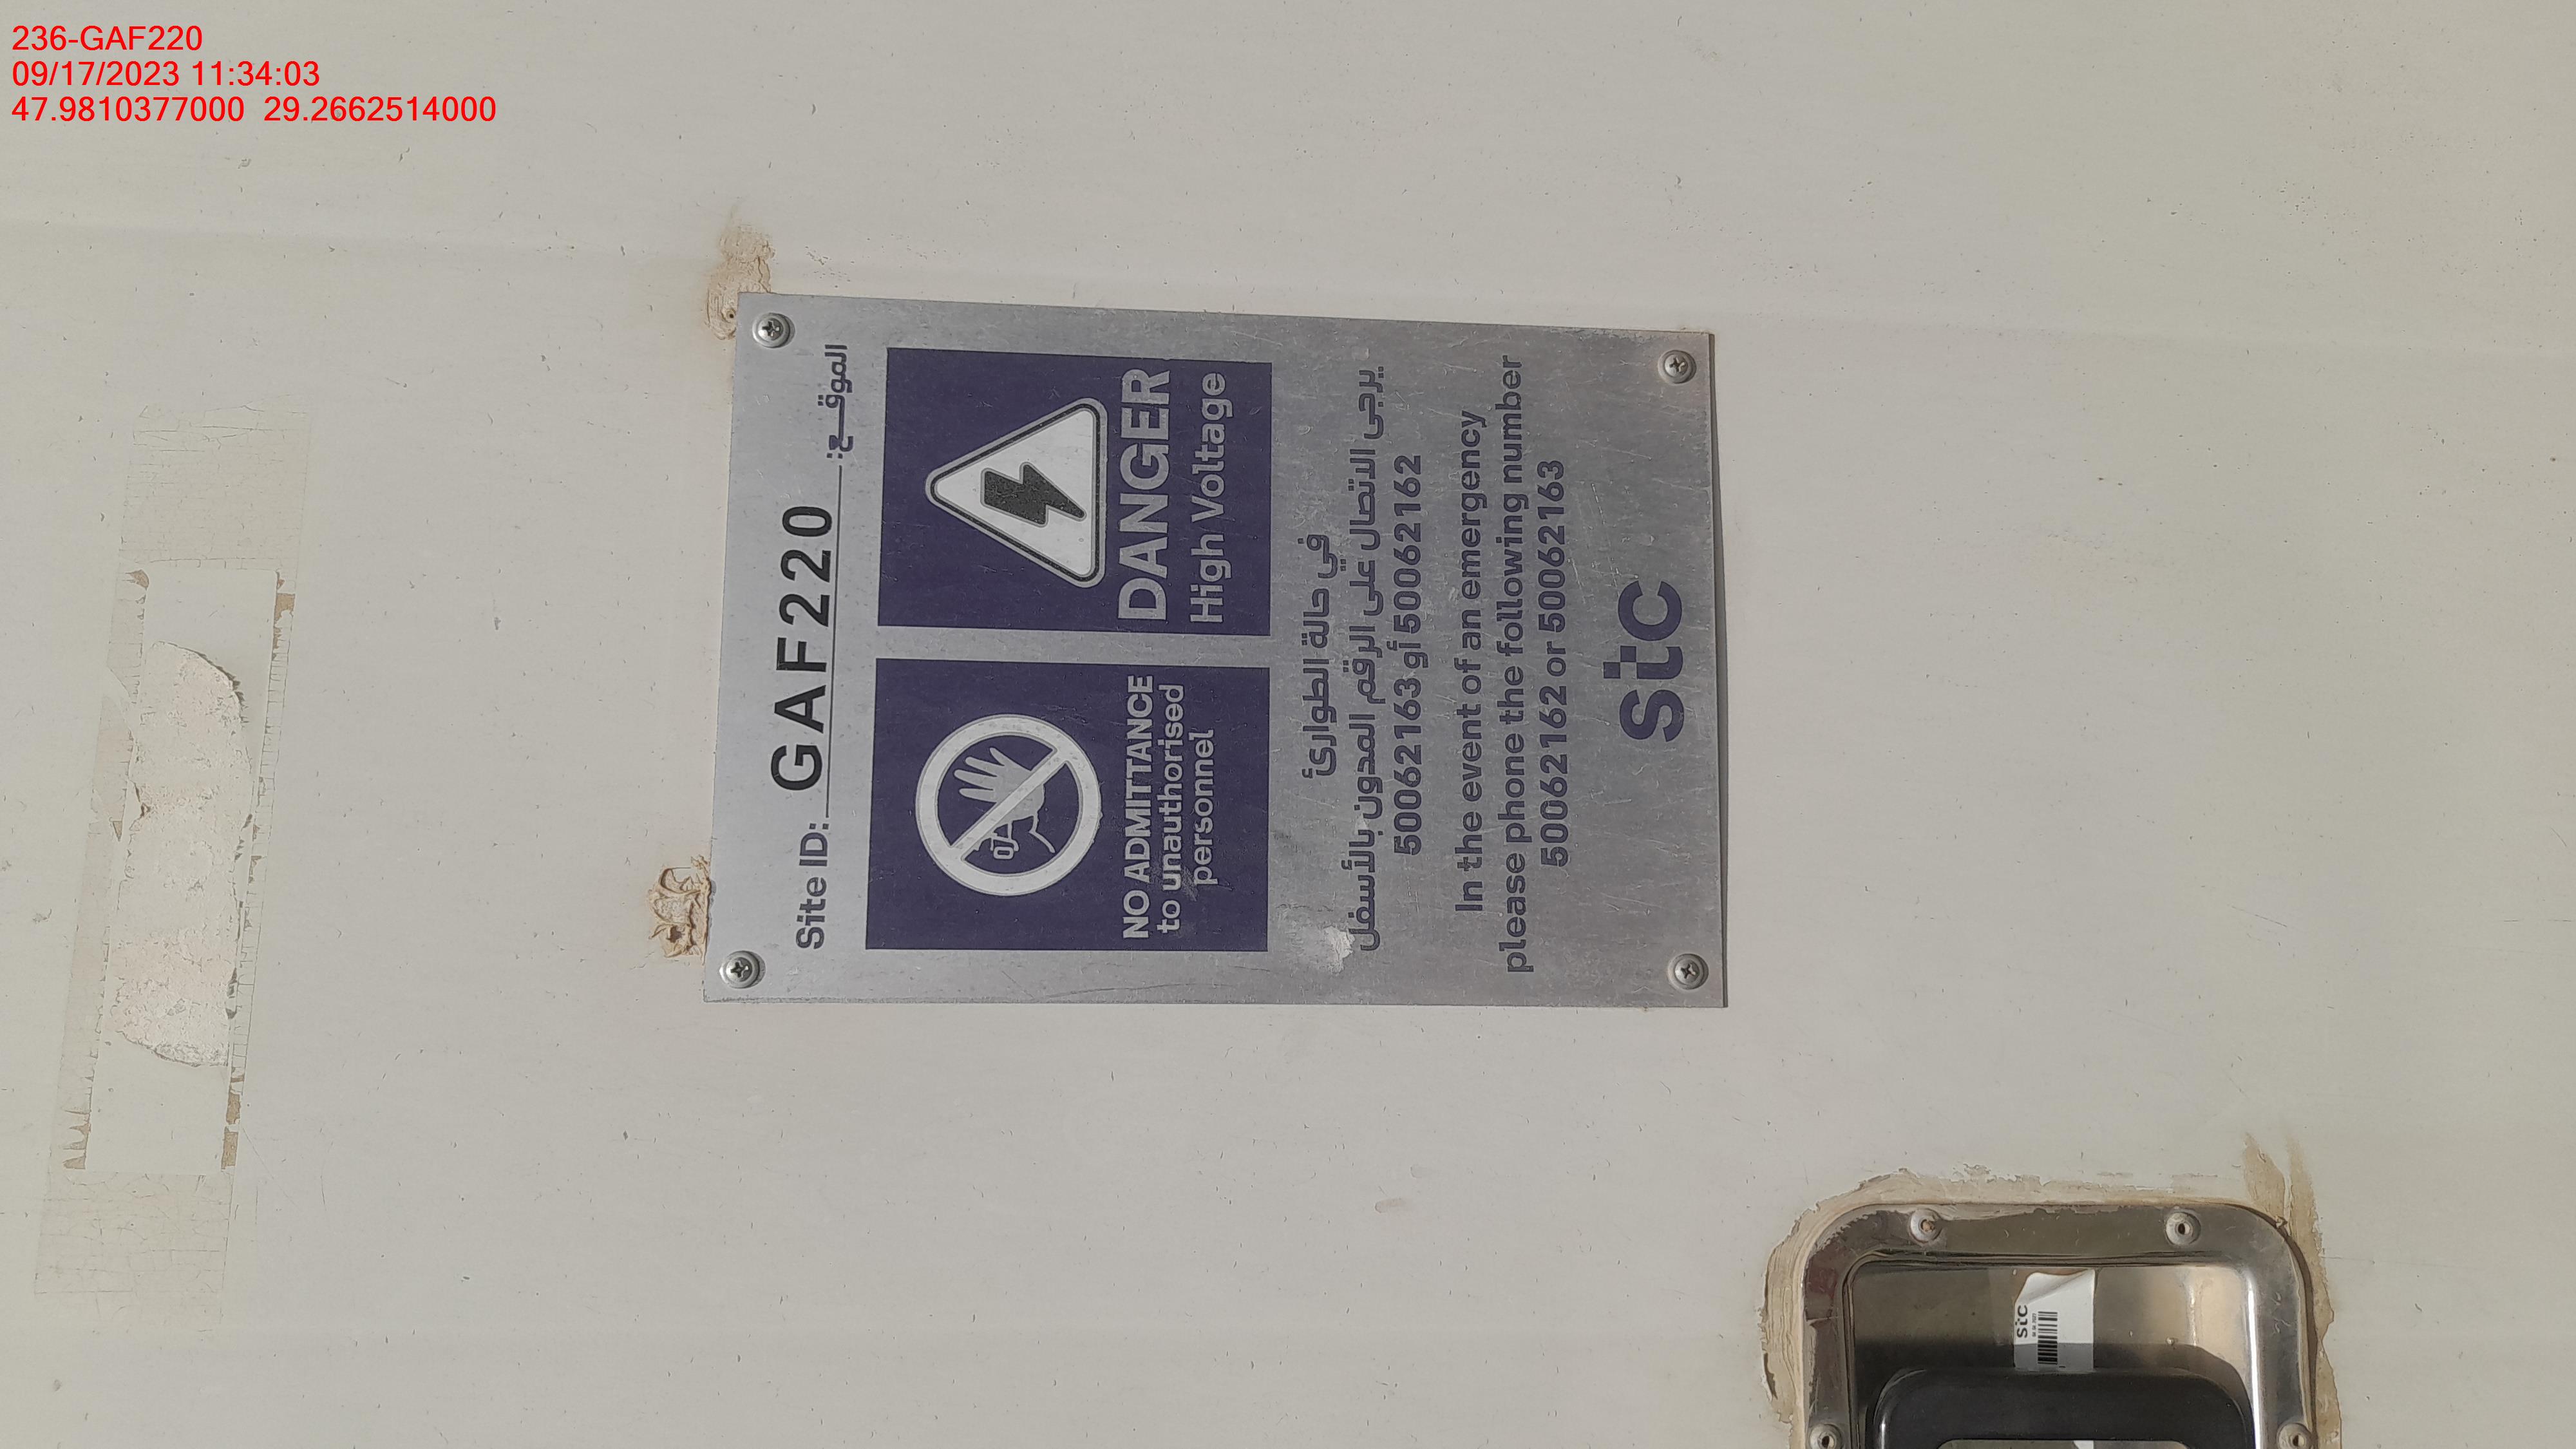 236-GAF220
09/17/2023 11:34:03
47.9810377000 29.2662514000
Site ID: GAF220 الموقع:
NO ADMITTANCE
to unauthorised
personnel
DANGER
High Voltage
في حالة الطوارئ
يرجى الاتصال على الرقم المدون بالأسفل
50062163 أو 50062162
In the event of an emergency
please phone the following number
50062162 or 50062163
stc
stc